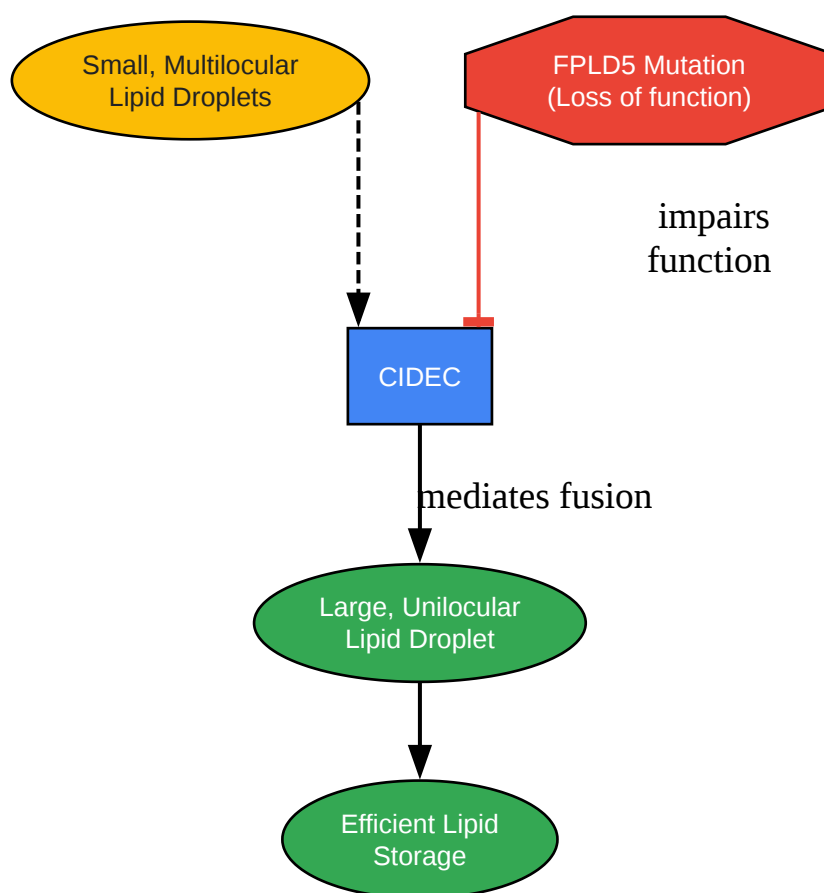 Small, Multilocular
Lipid Droplets
FPLD5 Mutation
(Loss of function)
impairs
function
CIDEC
mediates fusion
Large, Unilocular
Lipid Droplet
Efficient Lipid
Storage